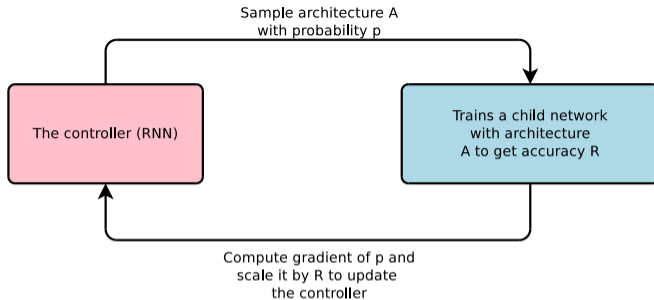 Sample architecture A
with probability p
The controller (RNN)
Trains a child network
with architecture
A to get accuracy R
Compute gradient of p and
scale it by R to update
the controller